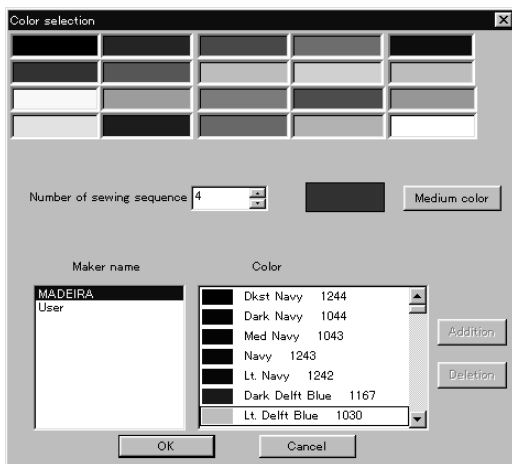 Color selection
Number of sewing sequence 4
Medium color
Maker name
Color
MADEIRA
User
Dkst Navy 1244
Dark Navy 1044
Med Navy 1043
Navy 1243
Lt. Navy 1242
Dark Delft Blue 1167
Lt. Delft Blue 1030
Addition
Deletion
OK
Cancel